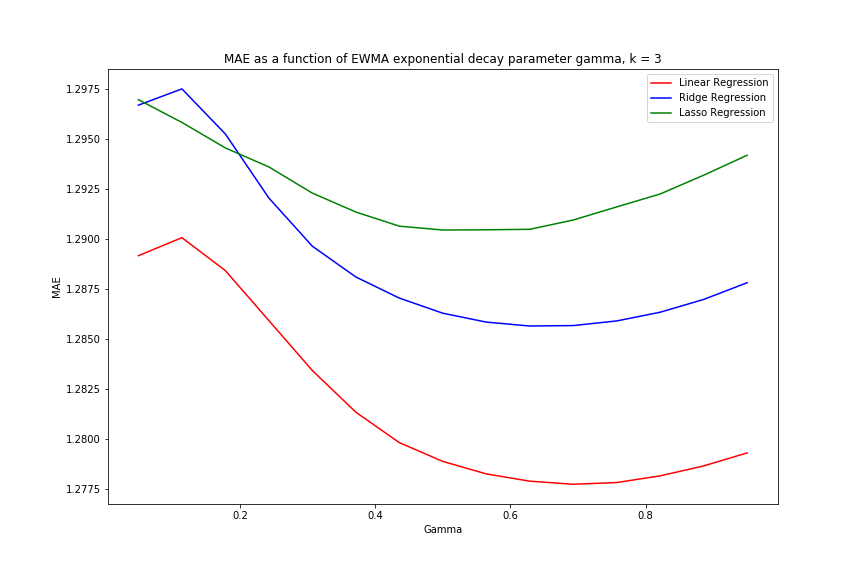 MAE as a function of EWMA exponential decay parameter gamma, k = 3
Linear Regression
Ridge Regression
Lasso Regression
1.2975
1.2950
1.2925
1.2900
1.2875
1.2850
1.2825
1.2800
1.2775
MAE
0.2 0.4 0.6 0.8
Gamma